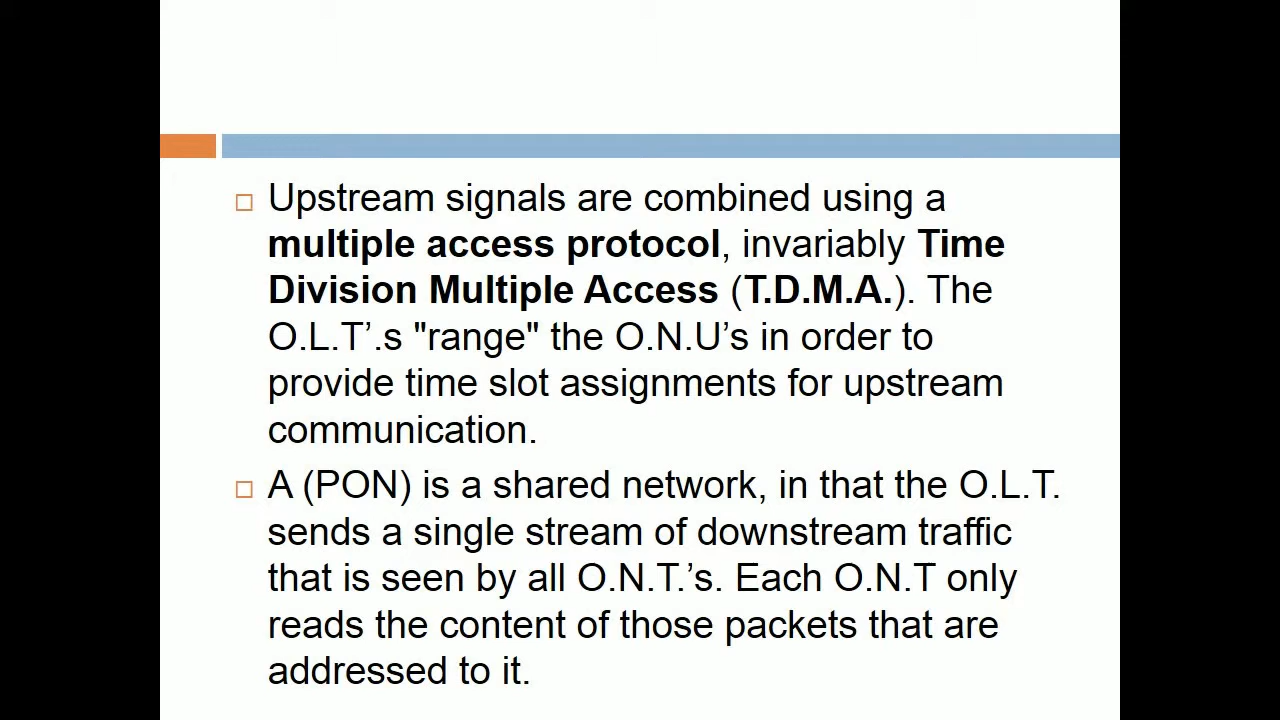 Upstream signals are combined using a
multiple access protocol, invariably Time
Division Multiple Access (T.D.M.A.). The
O.L.T’.s "range" the O.N.U’s in order to
provide time slot assignments for upstream
communication.
A (PON) is a shared network, in that the O.L.T.
sends a single stream of downstream traffic
that is seen by all O.N.T.’s. Each O.N.T only
reads the content of those packets that are
addressed to it.